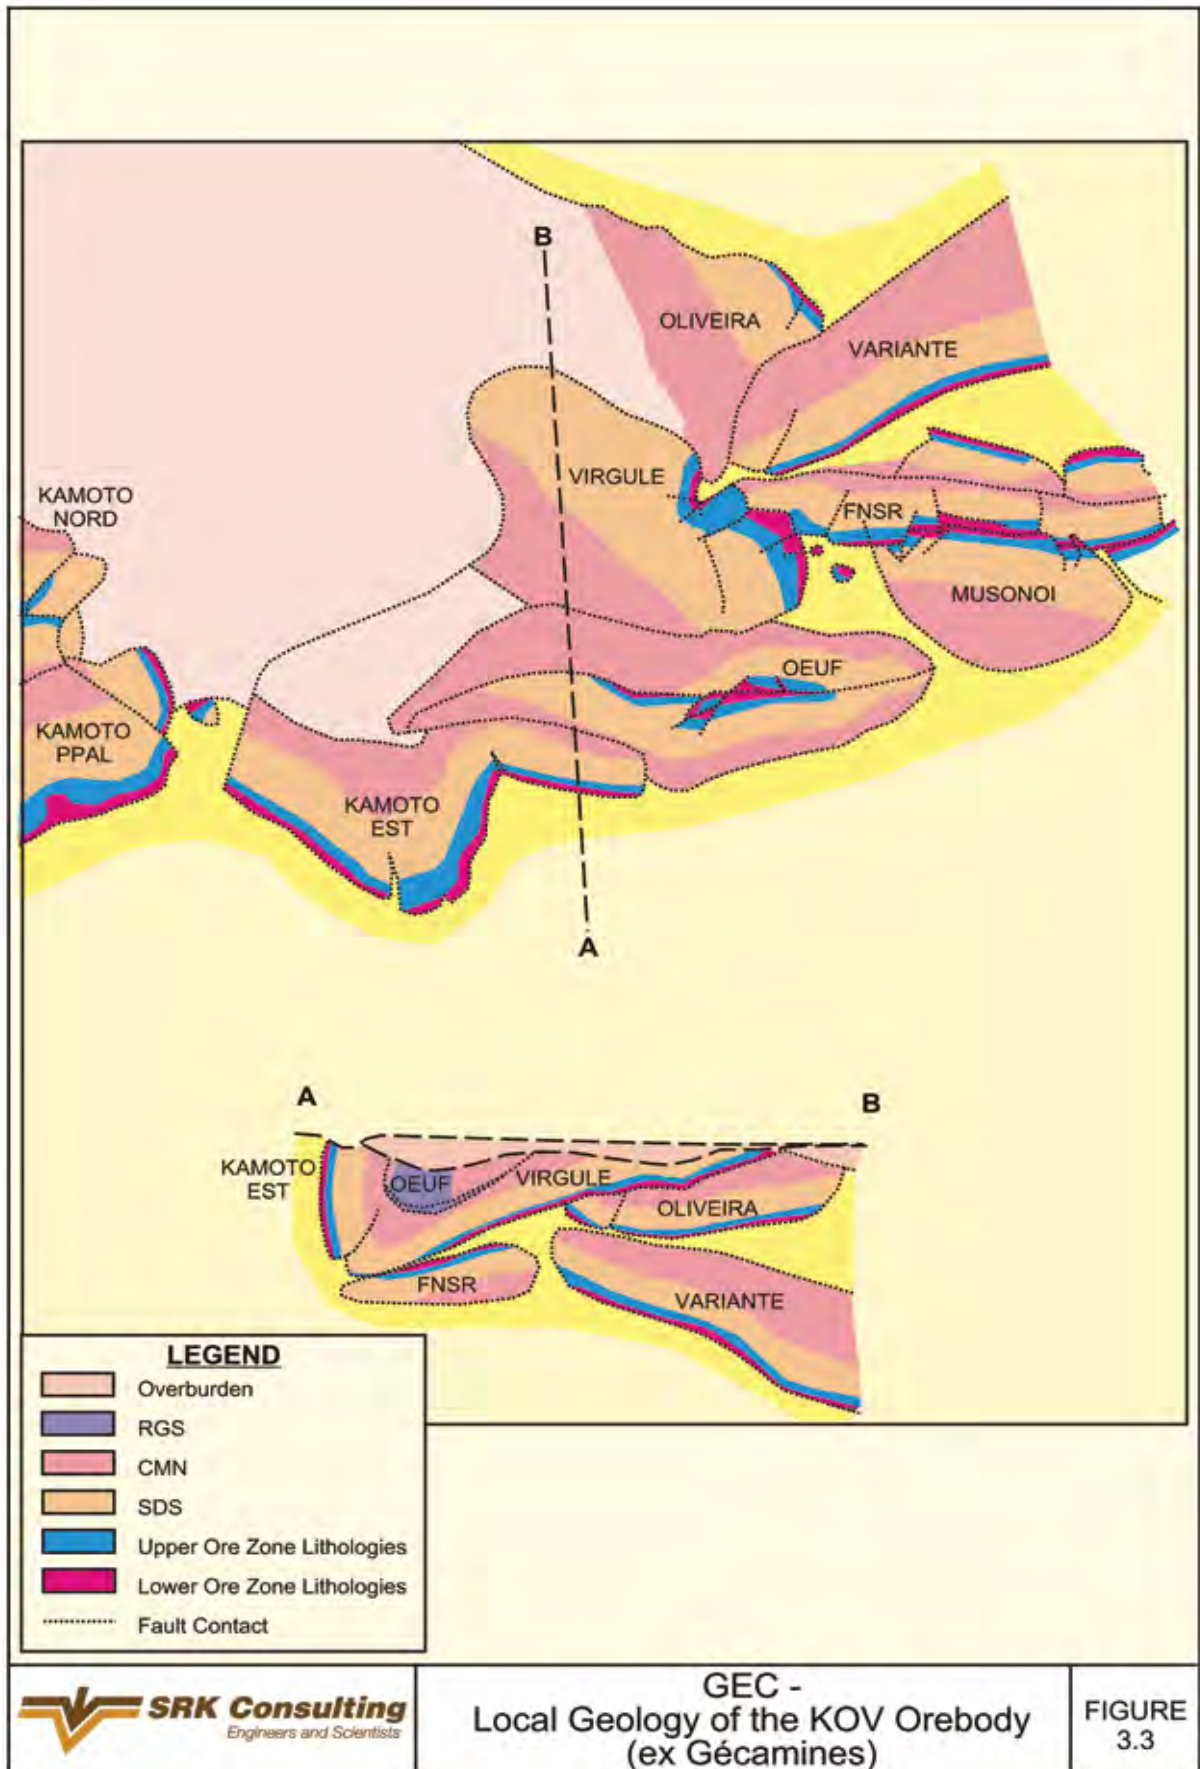 B
OLIVEIRA
VARIANTE
VIRGULE
KAMOTO
NORD
FNSR
MUSONOI
OEUF
KAMOTO
PPAL
KAMOTO
EST
A
A
B
KAMOTO
EST
OEUF
VIRGULE
OLIVEIRA
FNSR
VARIANTE
LEGEND
Overburden
RGS
CMN
SDS
Upper Ore Zone Lithologies
Lower Ore Zone Lithologies
Fault Contact
SRK Consulting
Engineers and Scientists
GEC -
Local Geology of the KOV Orebody
(ex Gécamines)
FIGURE
3.3